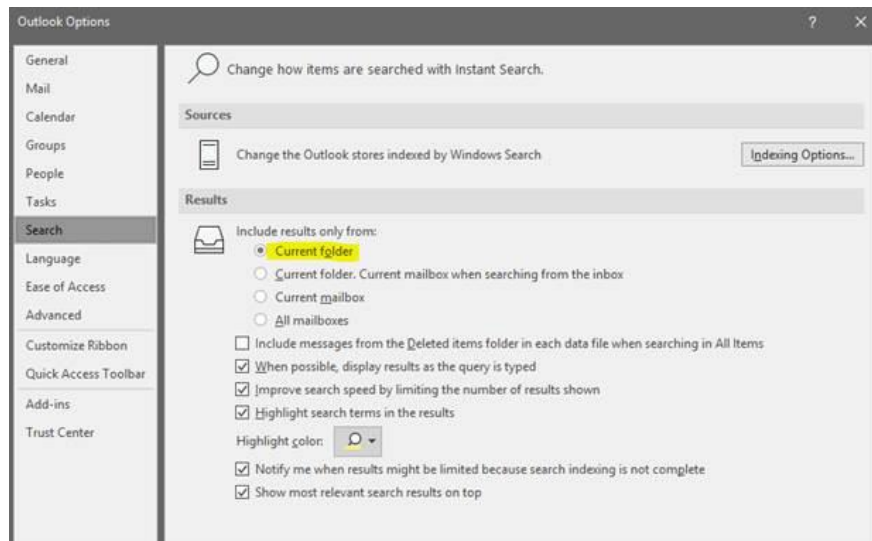 Outlook Options
?
General
Mail
Calendar
Groups
People
Tasks
Search
Language
Ease of Access
Advanced
Customize Ribbon
Quick Access Toolbar
Add-ins
Trust Center
Change how items are searched with Instant Search.
Sources
Change the Outlook stores indexed by Windows Search
Indexing Options...
Results
Include results only from:
Current folder
Current folder. Current mailbox when searching from the inbox
Current mailbox
All mailboxes
Include messages from the Deleted items folder in each data file when searching in All Items
When possible, display results as the query is typed
Improve search speed by limiting the number of results shown
Highlight search terms in the results
Highlight color:
Notify me when results might be limited because search indexing is not complete
Show most relevant search results on top